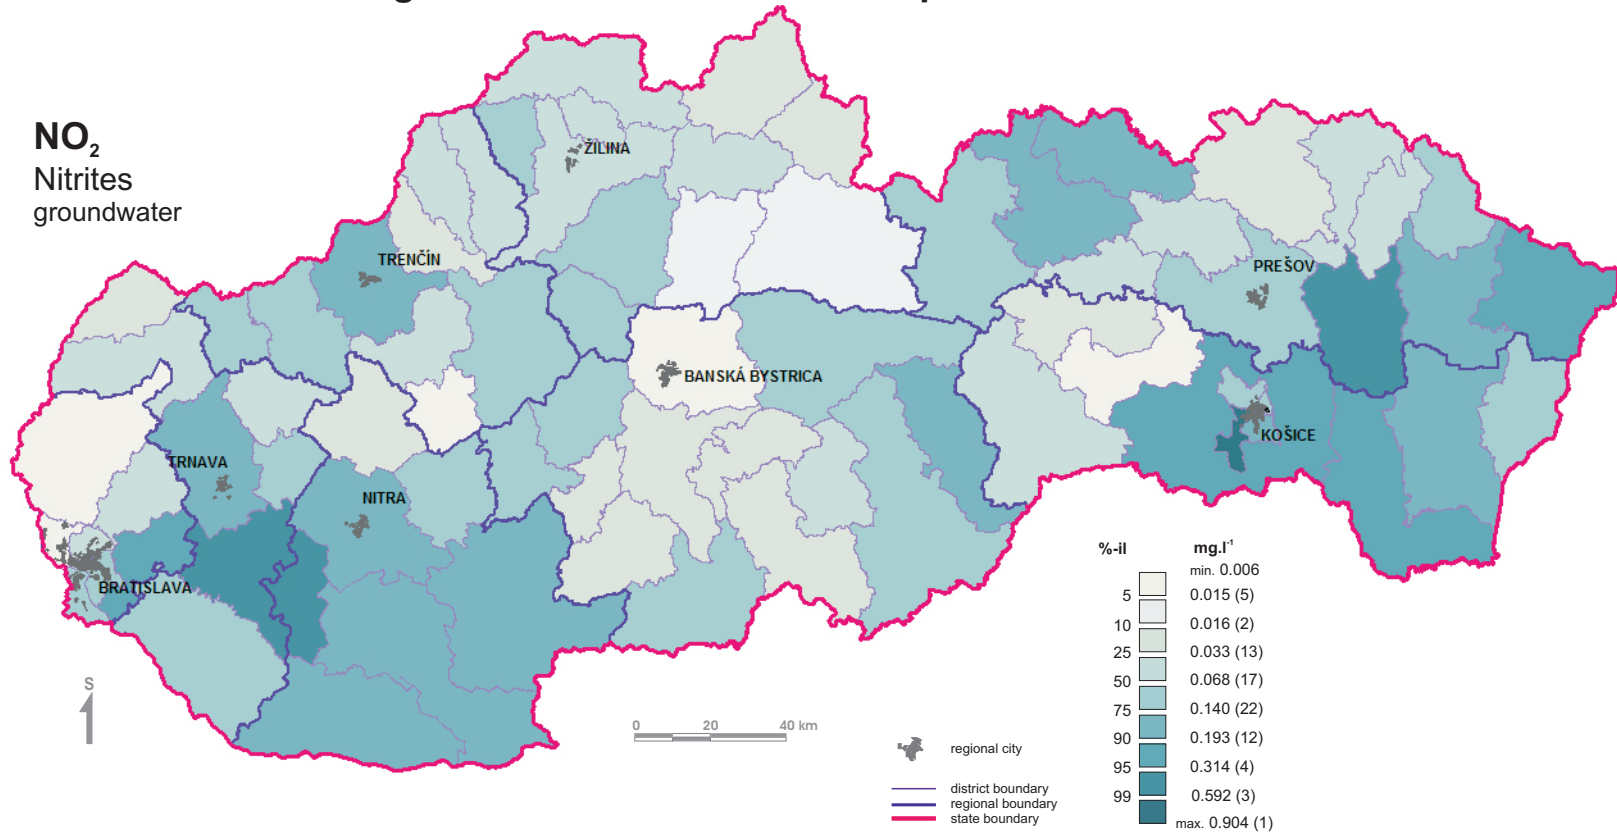 NO₂
Nitrites
groundwater
ŽILINA
TRENČÍN
PREŠOV
BANSKÁ BYSTRICA
KOŠICE
TRNAVA
NITRA
BRATISLAVA
S
0 20 40 km
regional city
district boundary
regional boundary
state boundary
%-il mg.l⁻¹
min. 0.006
5 0.015 (5)
10 0.016 (2)
25 0.033 (13)
50 0.068 (17)
75 0.140 (22)
90 0.193 (12)
95 0.314 (4)
99 0.592 (3)
max. 0.904 (1)